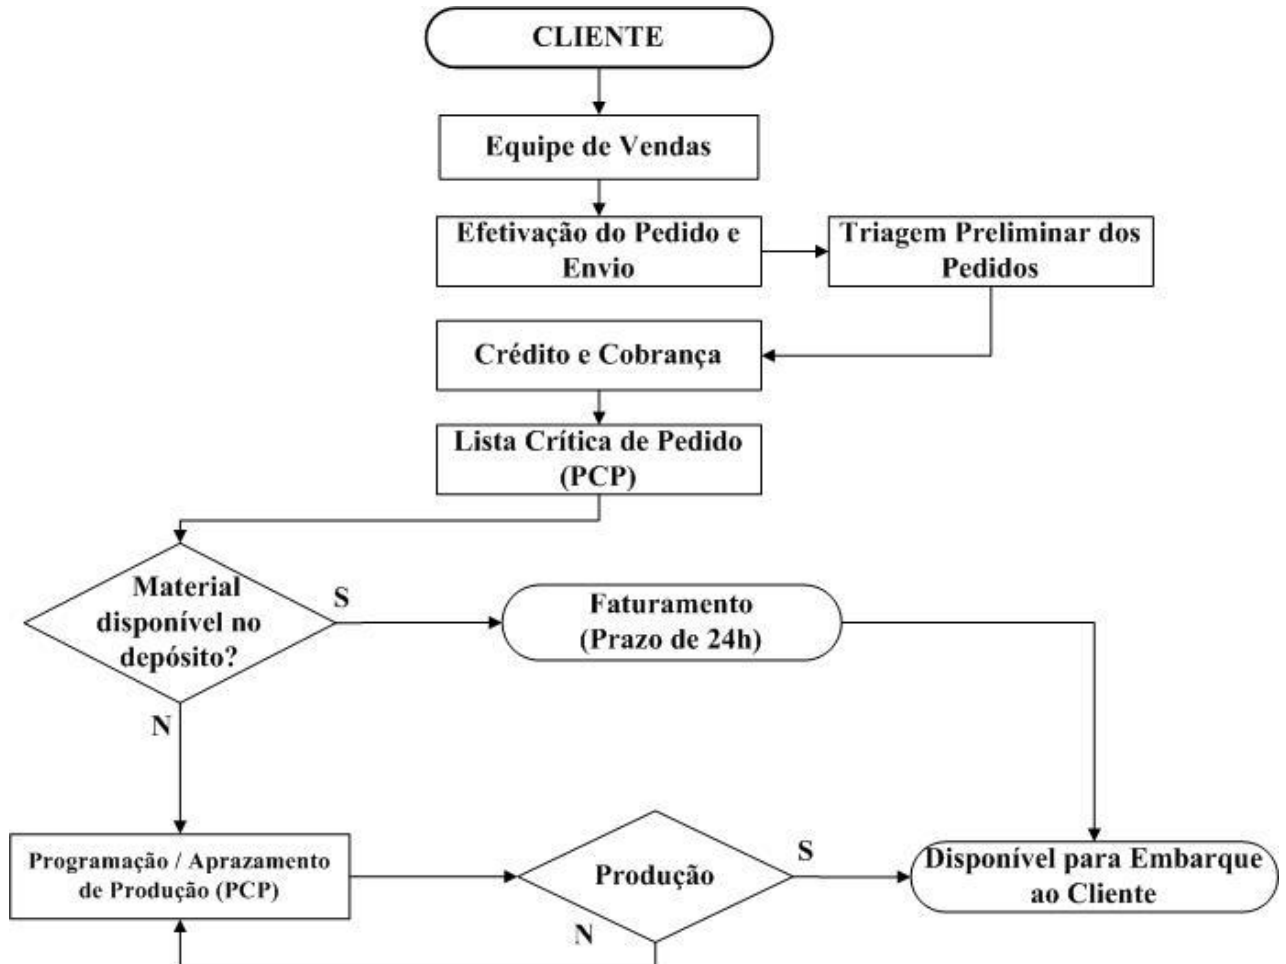 CLIENTE
Equipe de Vendas
Efetivação do Pedido e
Envio
Triagem Preliminar dos
Pedidos
Crédito e Cobrança
Lista Crítica de Pedido
(PCP)
Material
disponível no
depósito?
S
Faturamento
(Prazo de 24h)
N
Programação / Aprazamento
de Produção (PCP)
Produção
S
Disponível para Embarque
ao Cliente
N